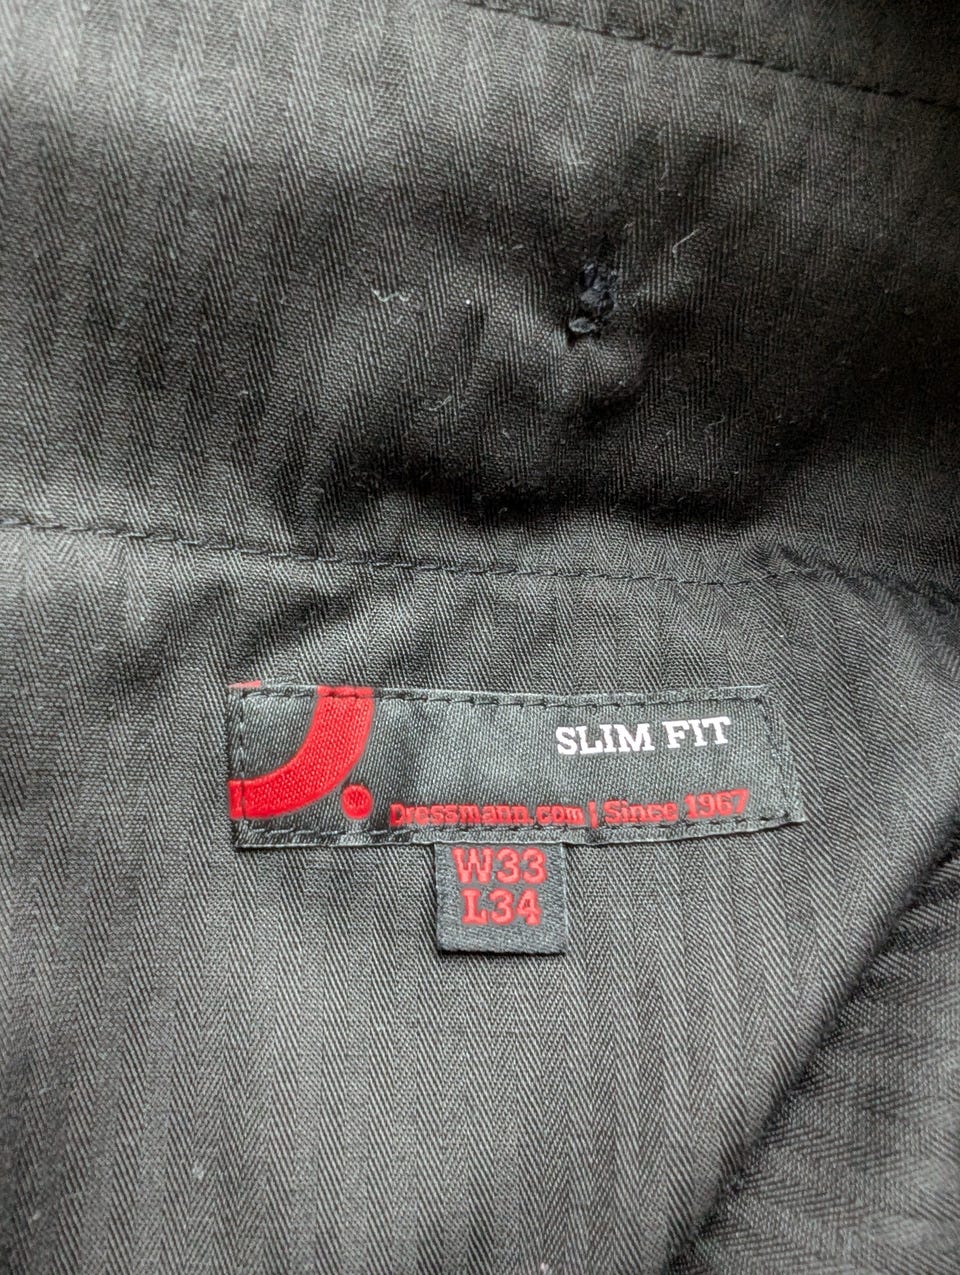 SLIM FIT
Dressmann.com | Since 1967
W33
L34